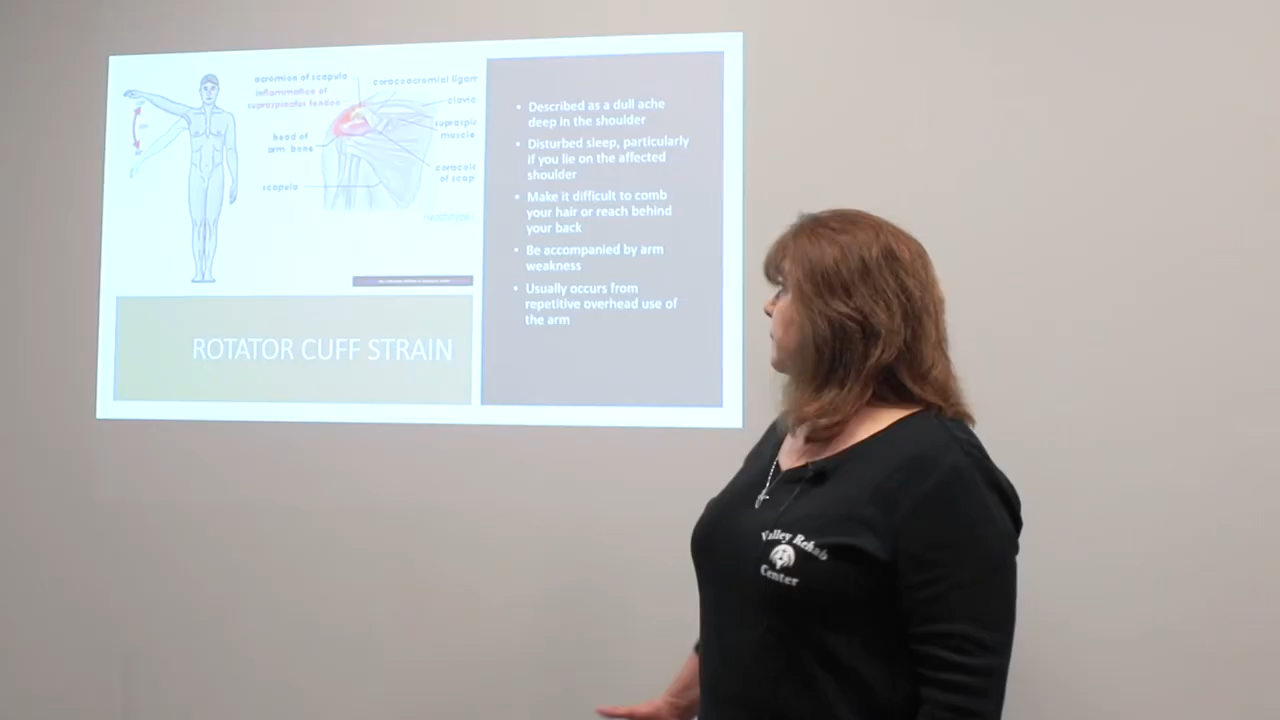 acromion of scapula
inflammation of
supraspinatus tendon
head of
arm bone
scapula
coracoacromial ligam
clavic
supraspin
muscle
coracoid
of scap
ROTATOR CUFF STRAIN
• Described as a dull ache
deep in the shoulder
• Disturbed sleep, particularly
if you lie on the affected
shoulder
• Make it difficult to comb
your hair or reach behind
your back
• Be accompanied by arm
weakness
• Usually occurs from
repetitive overhead use of
the arm
Valley Rehab
Center